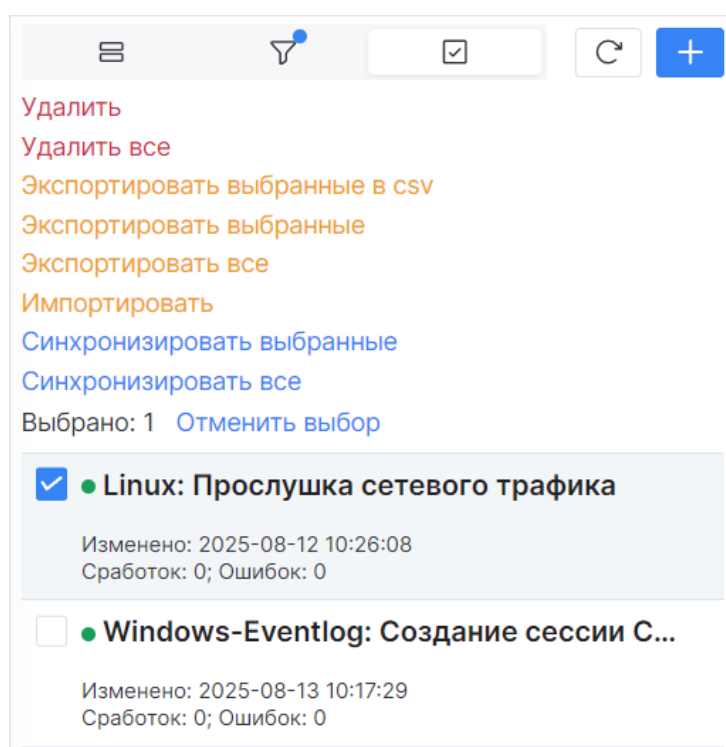 Удалить
Удалить все
Экспортировать выбранные в csv
Экспортировать выбранные
Экспортировать все
Импортировать
Синхронизировать выбранные
Синхронизировать все
Выбрано: 1 Отменить выбор
Linux: Прослушка сетевого трафика
Изменено: 2025-08-12 10:26:08
Сработок: 0; Ошибок: 0
Windows-Eventlog: Создание сессии С...
Изменено: 2025-08-13 10:17:29
Сработок: 0; Ошибок: 0